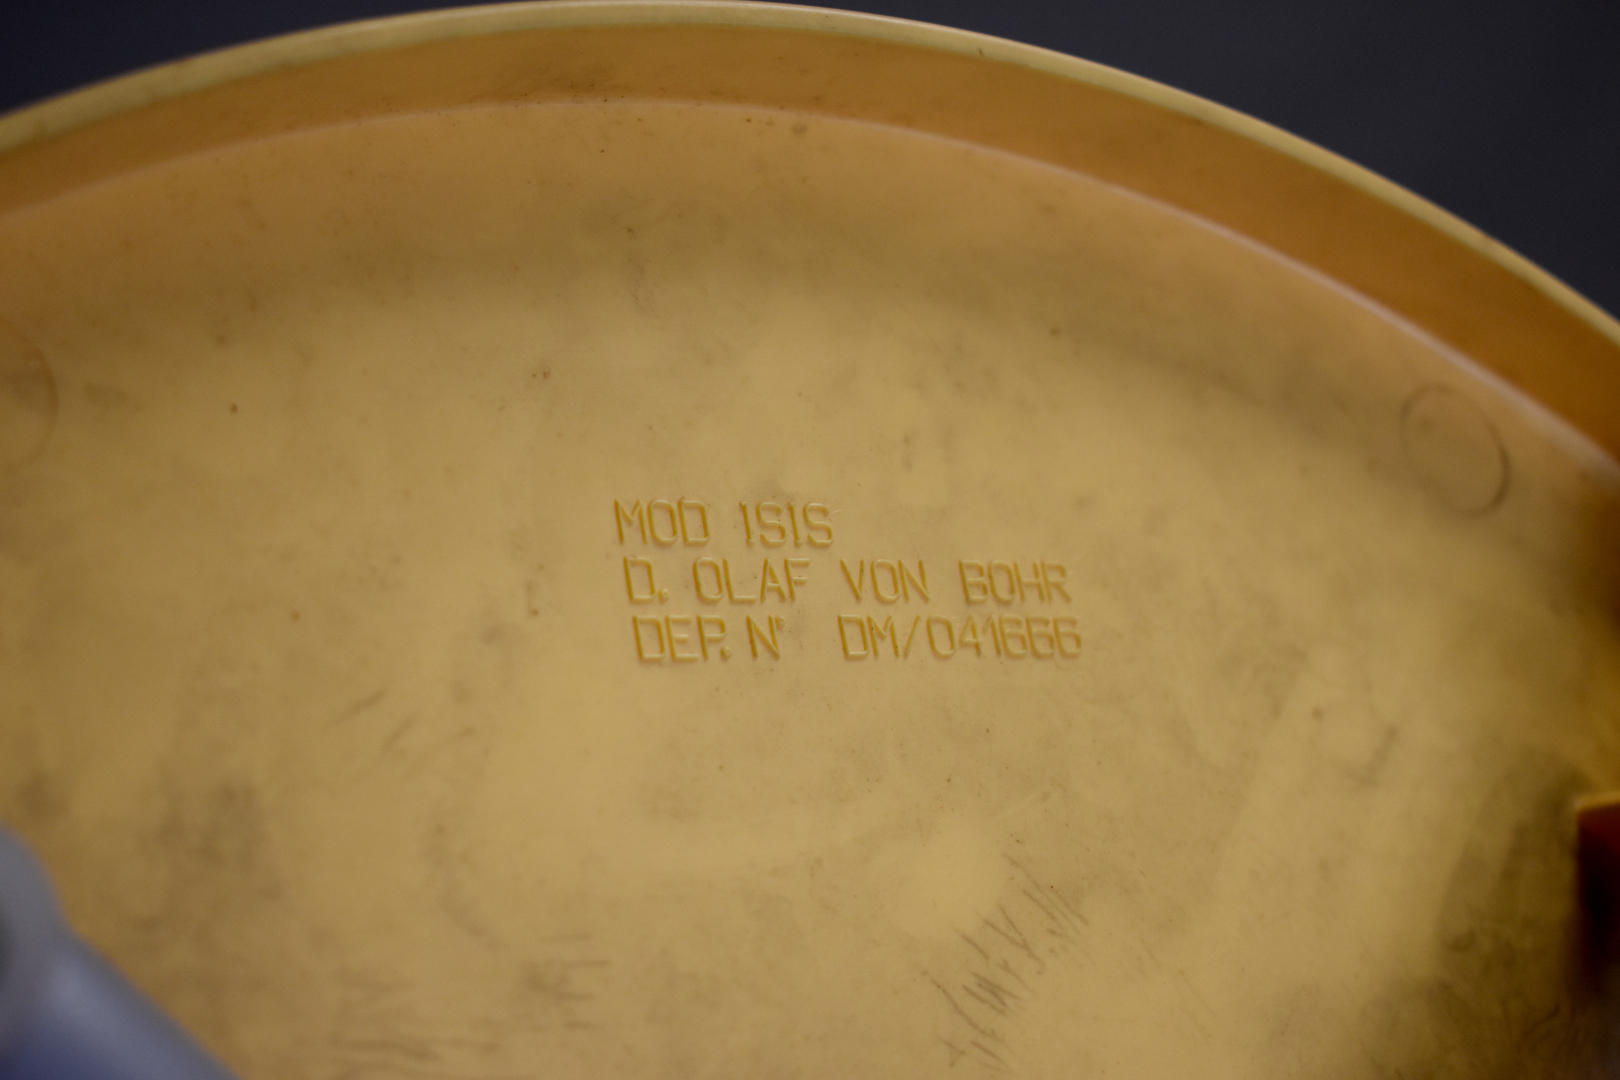 MOD ISIS
D. OLAF VON BOHR
DEP. N° DM/041666